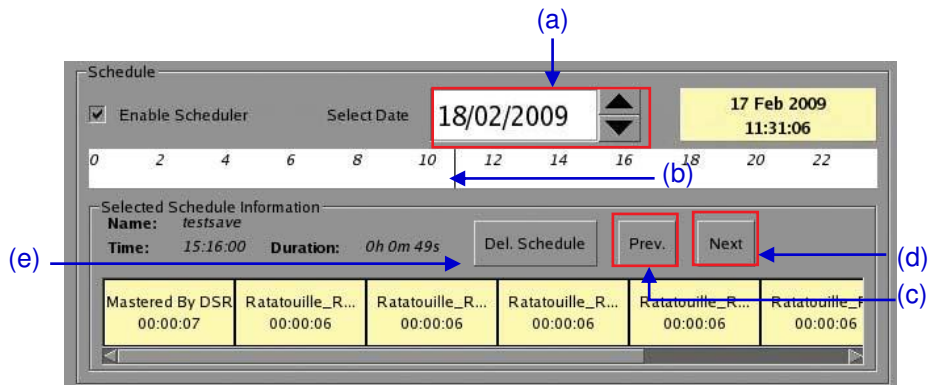 (a)
Schedule
Enable Scheduler Select Date 18/02/2009 17 Feb 2009
11:31:06
0 2 4 6 8 10 12 14 16 18 20 22
(b)
Selected Schedule Information
Name: testsave
Time: 15:16:00 Duration: 0h 0m 49s Del. Schedule Prev. Next
(e)
(d)
(c)
Mastered By DSR Ratatouille_R... Ratatouille_R... Ratatouille_R... Ratatouille_R... Ratatouille_F
00:00:07 00:00:06 00:00:06 00:00:06 00:00:06 00:00:06